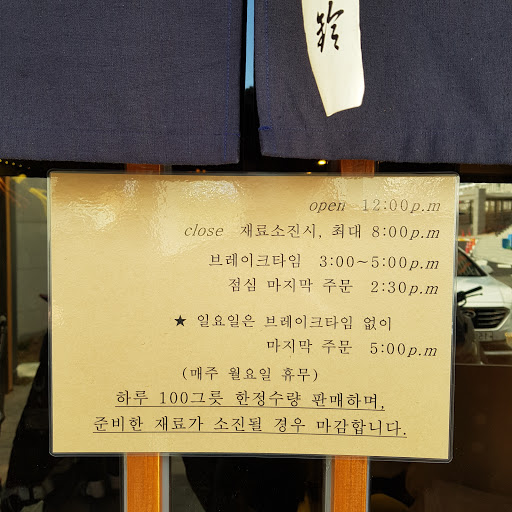 open 12:00p.m
close 재료소진시, 최대 8:00p.m
브레이크타임 3:00~5:00p.m
점심 마지막 주문 2:30p.m
★ 일요일은 브레이크타임 없이
마지막 주문 5:00p.m
(매주 월요일 휴무)
하루 100그릇 한정수량 판매하며,
준비한 재료가 소진될 경우 마감합니다.